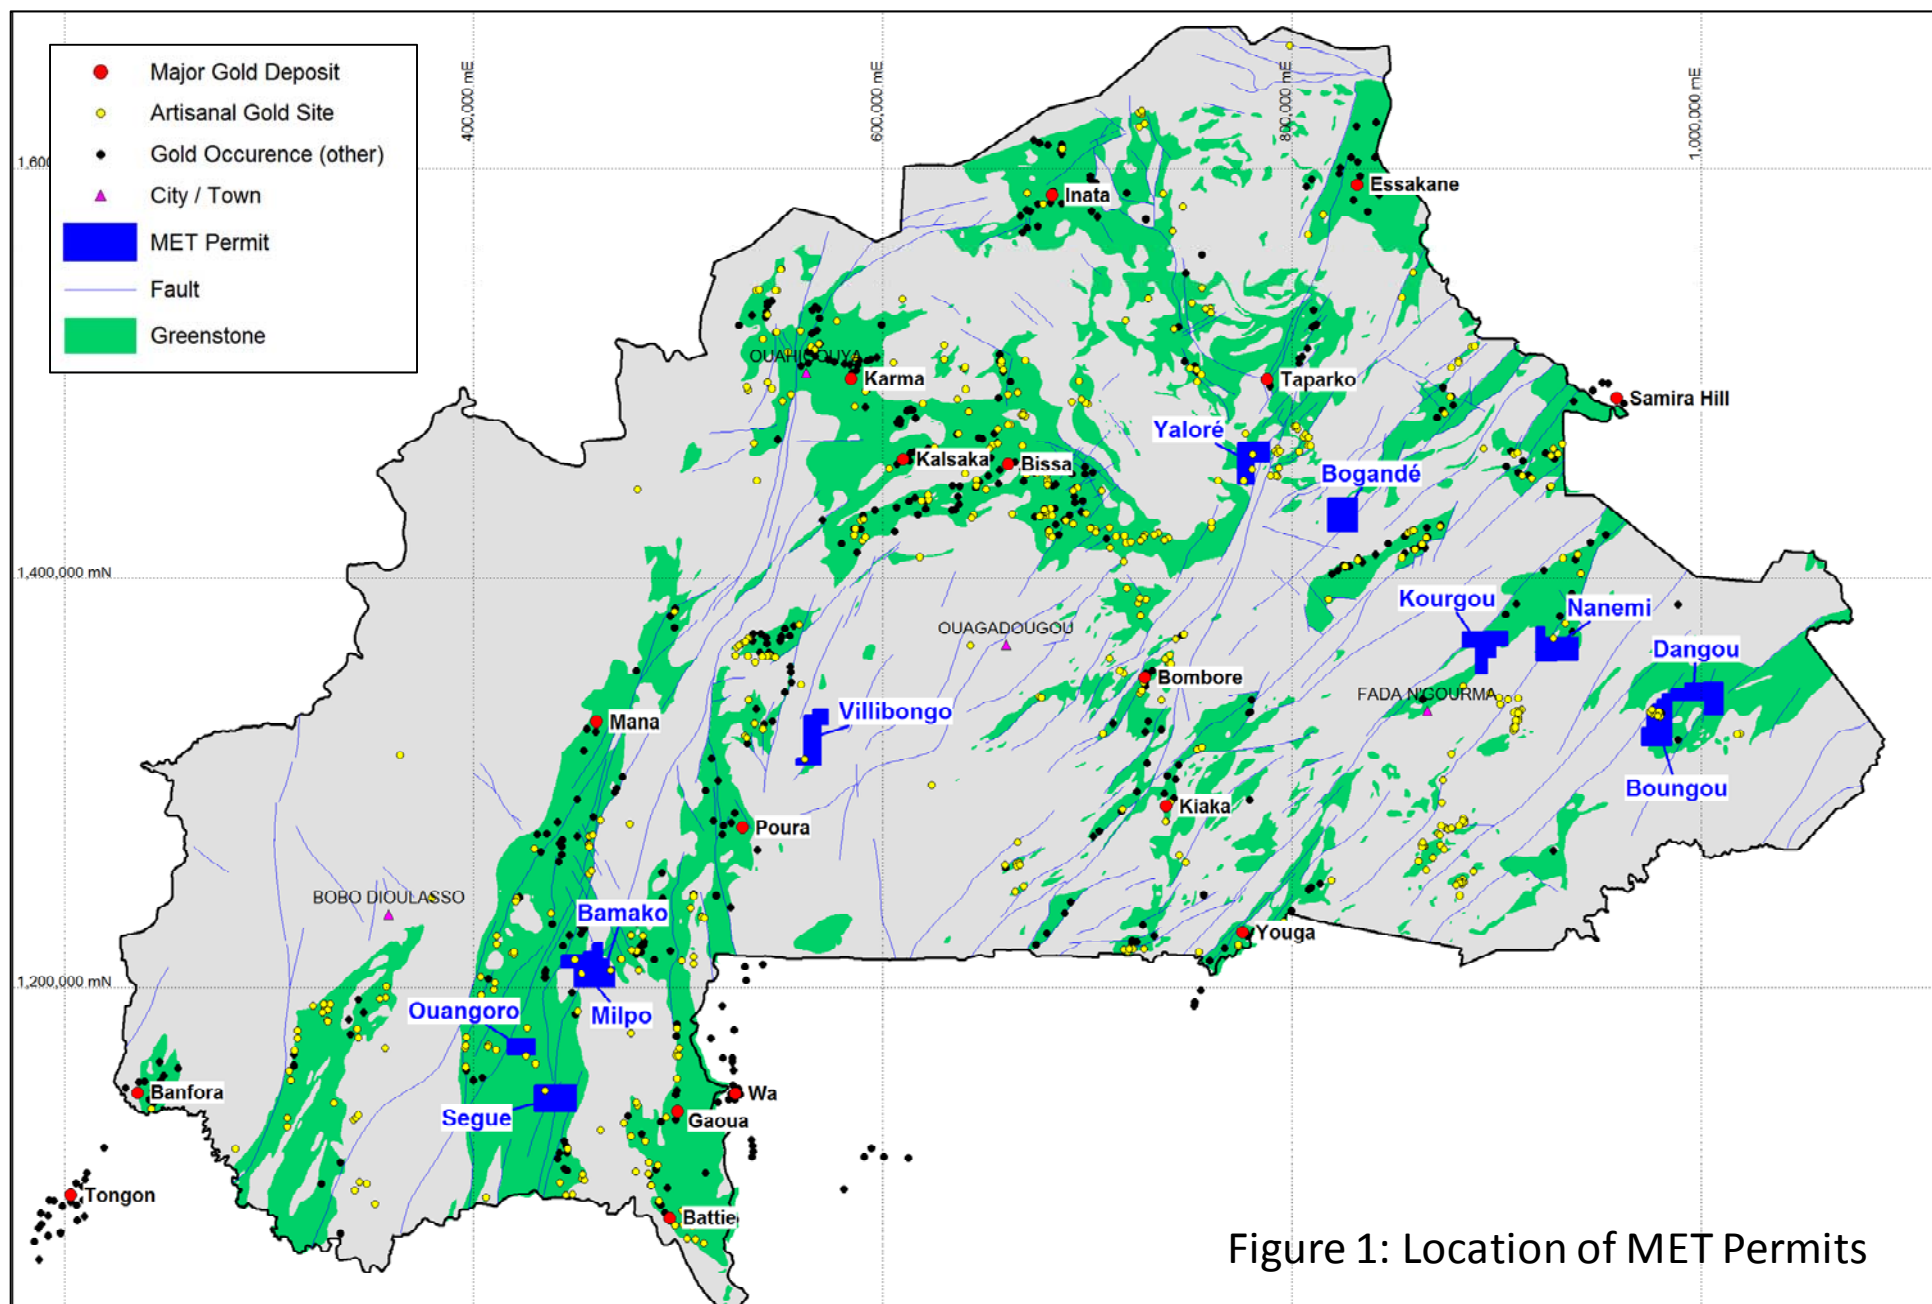 Major Gold Deposit
Artisanal Gold Site
Gold Occurence (other)
City / Town
MET Permit
Fault
Greenstone
400,000 mE
600,000 mE
800,000 mE
1,000,000 mE
1,600
Essakane
Inata
OUAHIGOUYA
Karma
Taparko
Samira Hill
Yaloré
Kalsaka
Bissa
Bogandé
1,400,000 mN
Kourgou
Nanemi
OUAGADOUGOU
Dangou
Bombore
FADA N'GOURMA
Villibongo
Mana
Boungou
Kiaka
Poura
BOBO DIOULASSO
Bamako
Youga
1,200,000 mN
Ouangoro
Milpo
Banfora
Wa
Segue
Gaoua
Tongon
Battie
Figure 1: Location of MET Permits